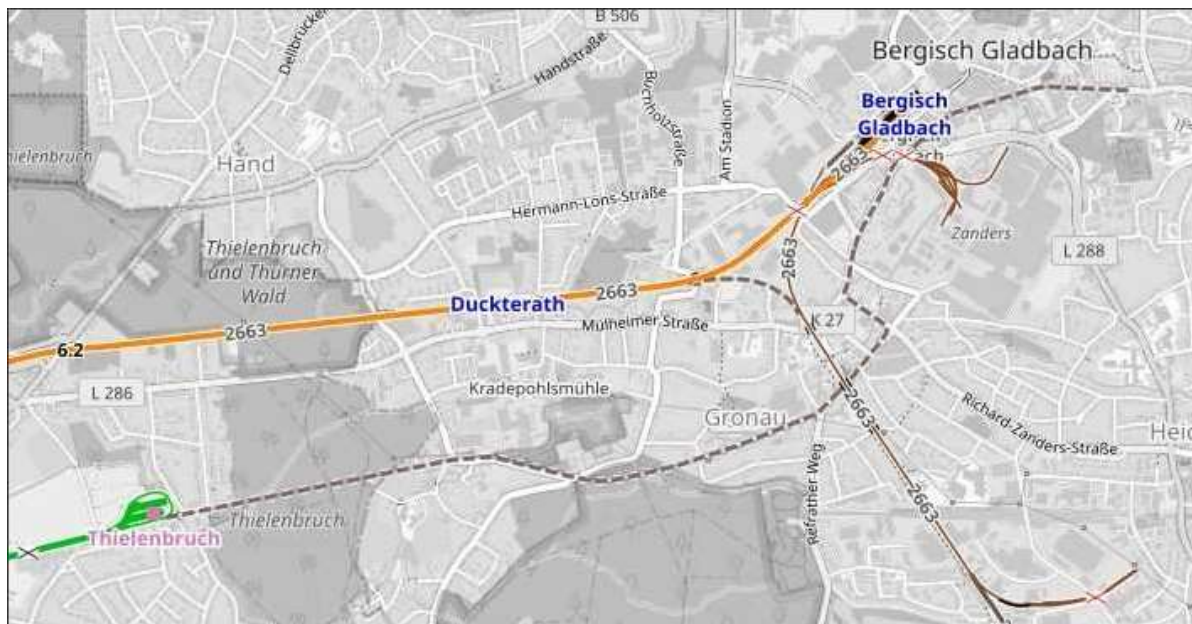 B 506
Dellbrücker
Handstraße
Bergisch Gladbach
Bergisch
Gladbach
Buchholzstraße
Am Stadion
Thielenbruch
Hand
2663
Hermann-Löns-Straße
Zanders
Thielenbruch
und Thurner
Wald
L 288
2663
Duckterath
2663
2663
Mülheimer Straße
K 27
6.2
L 286
Kradepohlsmühle
Gronau
2663
Richard-Zanders-Straße
Heid
Refrather Weg
2663
Thielenbruch
Thielenbruch